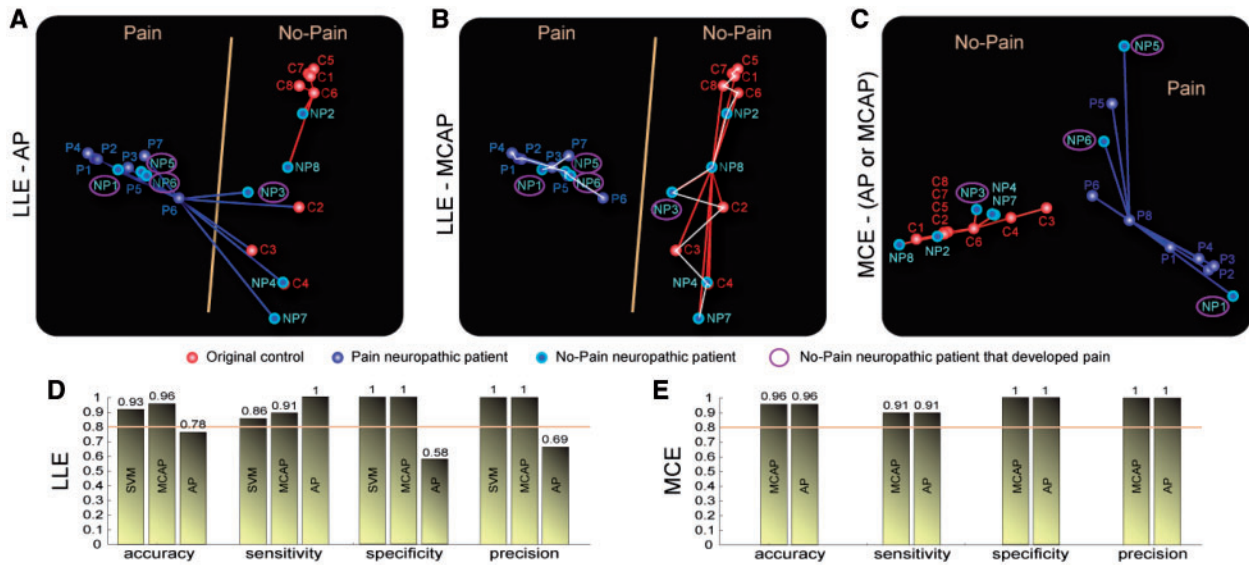 A
Pain
No-Pain
LLE - AP
C5
C7
C1
C8
C6
NP2
NP8
P4
P2
P7
P1
P3
NP5
NP1
P5
NP6
P6
NP3
C2
C3
NP4
C4
NP7
B
Pain
No-Pain
LLE - MCAP
C5
C7
C1
C8
C6
NP2
NP8
P4
P2
P7
P1
P3
NP5
NP1
P5
NP6
P6
NP3
C2
C3
NP4
C4
NP7
C
No-Pain
Pain
MCE - (AP or MCAP)
NP5
P5
NP6
P6
C8
C7
C5
C2
NP3
NP4
NP7
C1
C3
C4
C6
NP8
NP2
P8
P1
P4
P3
P2
NP1
Original control
Pain neuropathic patient
No-Pain neuropathic patient
No-Pain neuropathic patient that developed pain
D
LLE
1
0.9
0.8
0.7
0.6
0.5
0.4
0.3
0.2
0.1
0
0.93 0.96 0.78
0.86 0.91 1
1 1 0.58
1 1 0.69
SVM MCAP AP
SVM MCAP AP
SVM MCAP AP
SVM MCAP AP
accuracy sensitivity specificity precision
E
MCE
1
0.9
0.8
0.7
0.6
0.5
0.4
0.3
0.2
0.1
0
0.96 0.96
0.91 0.91
1 1
1 1
MCAP AP
MCAP AP
MCAP AP
MCAP AP
accuracy sensitivity specificity precision